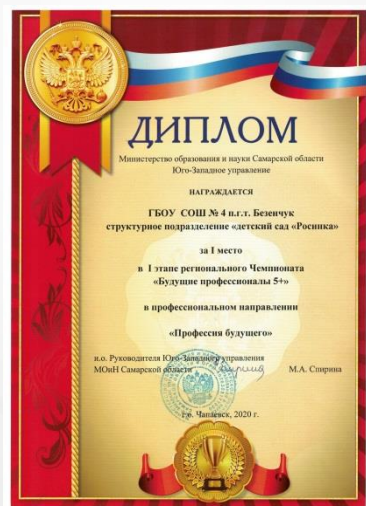 ДИПЛОМ
Министерство образования и науки Самарской области
Юго-Западное управление
НАГРАЖДАЕТСЯ
ГБОУ СОШ № 4 п.г.т. Безенчук
структурное подразделение «детский сад «Росинка»
за I место
в I этапе регионального Чемпионата
«Будущие профессионалы 5+»
в профессиональном направлении
«Профессия будущего»
и.о. Руководителя Юго-Западного управления
МОиН Самарской области М.А. Спирина
г.о. Чапаевск, 2020 г.